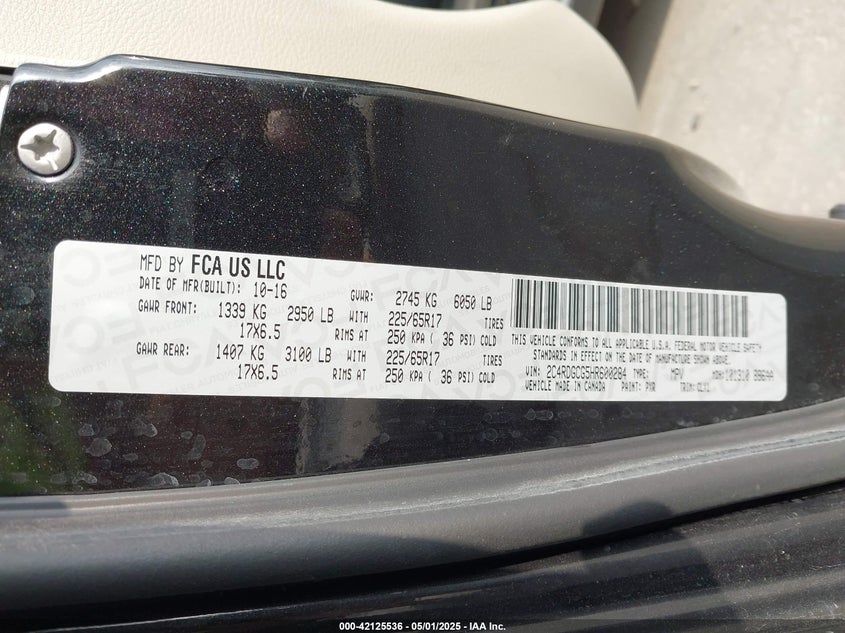 MFD BY FCA US LLC
DATE OF MFR(BUILT): 10-16 GVWR: 2745 KG 6050 LB
GAWR FRONT: 1339 KG 2950 LB WITH 225/65R17 TIRES
17X6.5 RIMS AT 250 KPA ( 36 PSI) COLD
GAWR REAR: 1407 KG 3100 LB WITH 225/65R17 TIRES
17X6.5 RIMS AT 250 KPA ( 36 PSI) COLD
THIS VEHICLE CONFORMS TO ALL APPLICABLE U.S.A. FEDERAL MOTOR VEHICLE SAFETY
STANDARDS IN EFFECT ON THE DATE OF MANUFACTURE SHOWN ABOVE.
VIN: 2C4RDGCG5HR600284 TYPE: MPV MDH:
VEHICLE MADE IN CANADA PAINT: PXR TRIM:
000-42125536 - 05/01/2025 - IAA Inc.